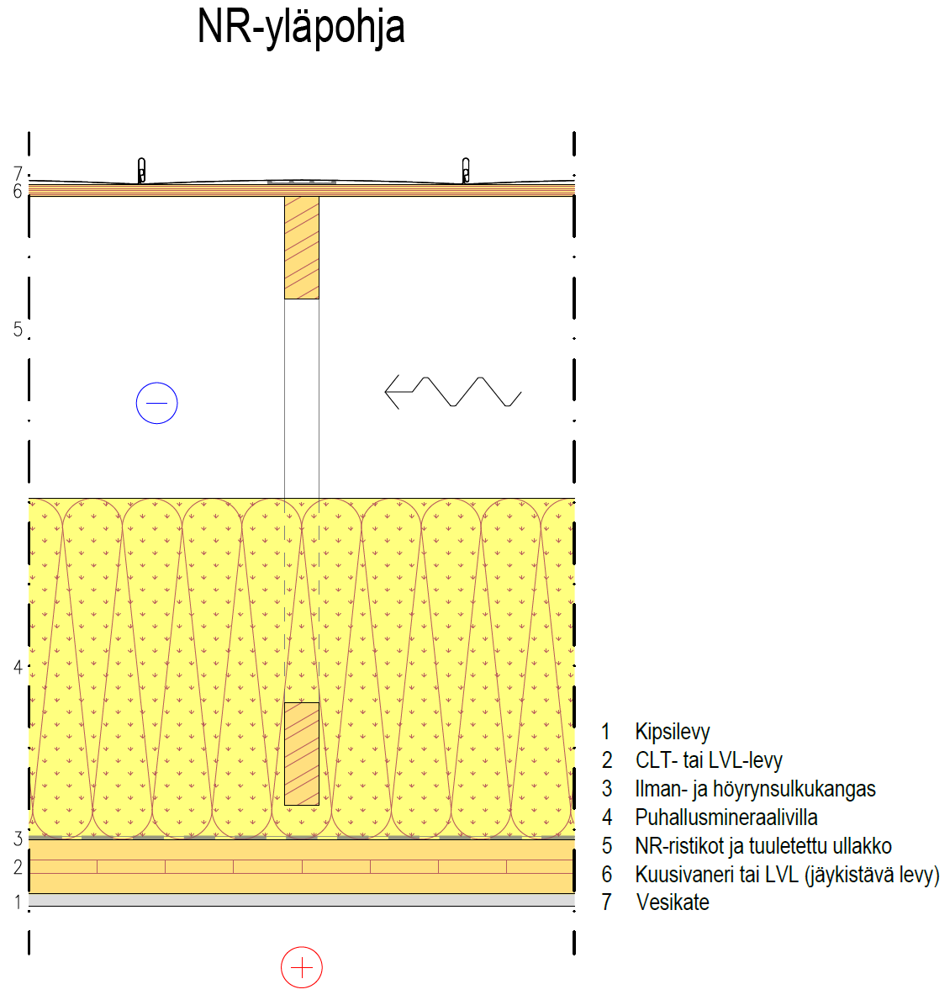 NR-yläpohja
7
6
5
4
3
2
1
1 Kipsilevy
2 CLT- tai LVL-levy
3 Ilman- ja höyrynsulkukangas
4 Puhallusmineraalivilla
5 NR-ristikot ja tuuletettu ullakko
6 Kuusivaneri tai LVL (jäykistävä levy)
7 Vesikate